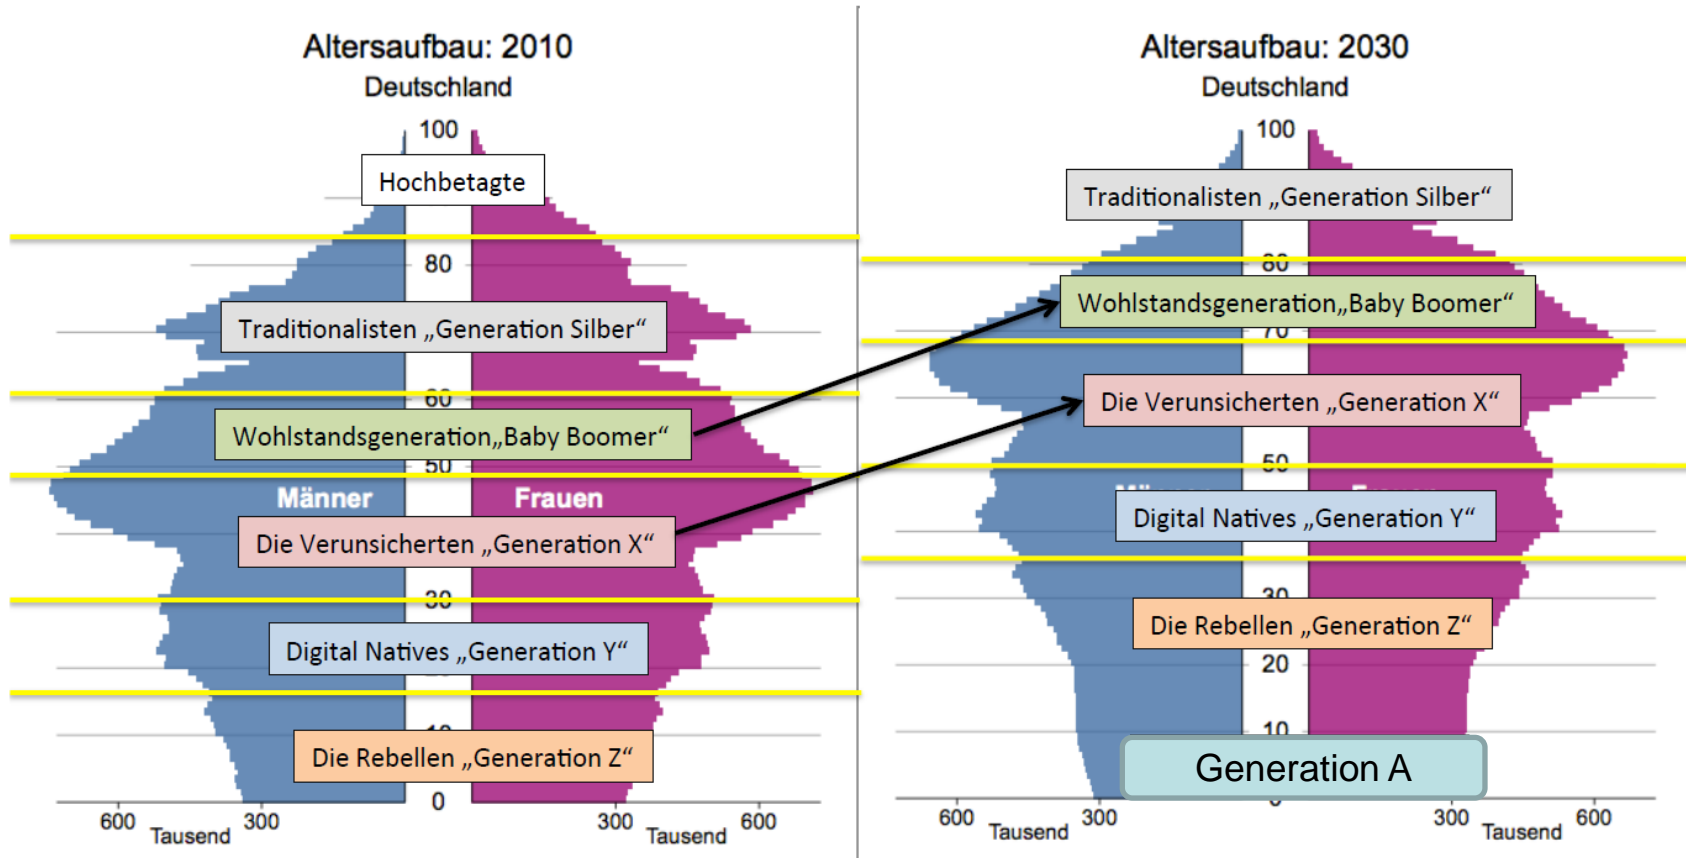 Altersaufbau: 2010
Deutschland
100
Hochbetagte
80
Traditionalisten „Generation Silber“
60
Wohlstandsgeneration„Baby Boomer“
50
Männer
Frauen
Die Verunsicherten „Generation X“
30
Digital Natives „Generation Y“
10
Die Rebellen „Generation Z“
0
600
300
300
600
Tausend
Tausend
Altersaufbau: 2030
Deutschland
100
Traditionalisten „Generation Silber“
80
Wohlstandsgeneration„Baby Boomer“
70
Die Verunsicherten „Generation X“
50
Digital Natives „Generation Y“
30
Die Rebellen „Generation Z“
20
10
Generation A
600
300
300
600
Tausend
Tausend